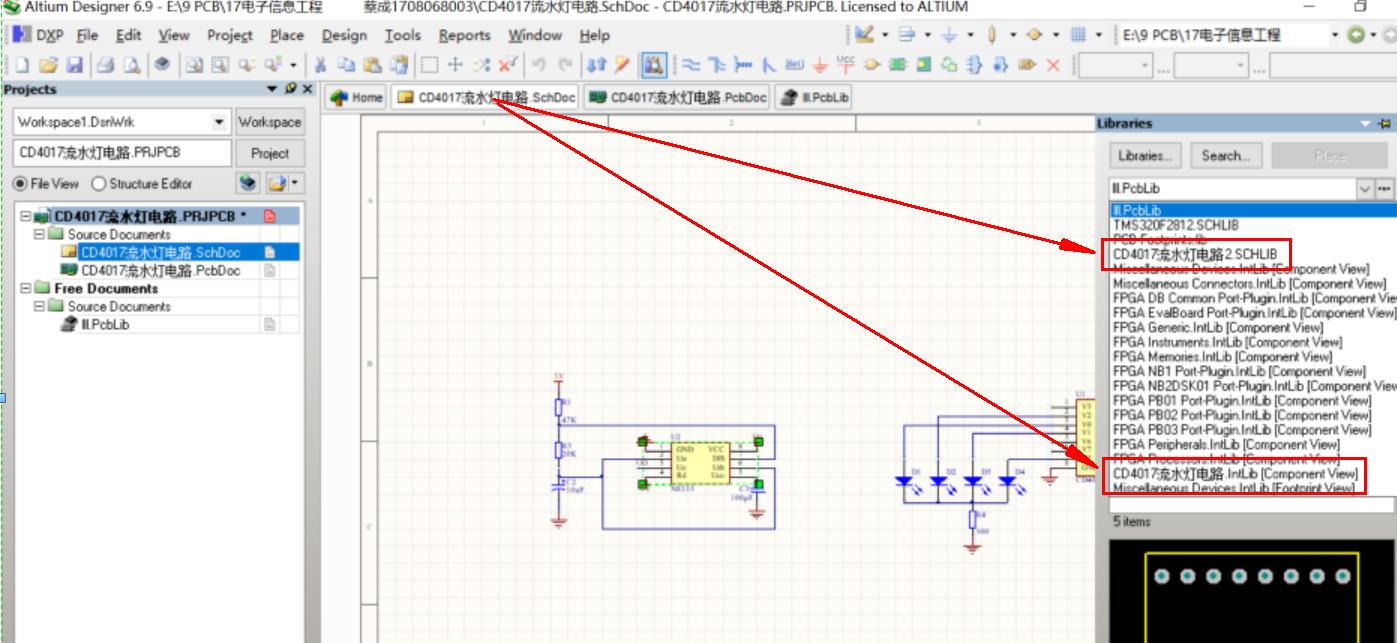 Altium Designer 6.9 - E:\9 PCB\17电子信息工程 蔡成1708068003\CD4017流水灯电路.SchDoc - CD4017流水灯电路.PRJPCB. Licensed to ALTIUM
DXP File Edit View Project Place Design Tools Reports Window Help
E:\9 PCB\17电子信息工程
Projects
Home CD4017流水灯电路.SchDoc CD4017流水灯电路.PcbDoc lll.PcbLib
Workspace1.DsnWrk Workspace
CD4017流水灯电路.PRJPCB Project
File View Structure Editor
CD4017流水灯电路.PRJPCB *
Source Documents
CD4017流水灯电路.SchDoc
CD4017流水灯电路.PcbDoc
Free Documents
Source Documents
lll.PcbLib
1 2 3
A
B
C
5V
R1
47K
R3
20K
C2
10uF
U2
GND VCC
Rd
NE555
100μF
D1 D2 D3 D4
R4
300
U1
Libraries
Libraries... Search... Place
lll.PcbLib
lll.PcbLib
TMS320F2812.SCHLIB
PCB Footprints.lib
CD4017流水灯电路2.SCHLIB
Miscellaneous Devices.IntLib [Component View]
Miscellaneous Connectors.IntLib [Component View]
FPGA DB Common Port-Plugin.IntLib [Component Vie
FPGA EvalBoard Port-Plugin.IntLib [Component View]
FPGA Generic.IntLib [Component View]
FPGA Instruments.IntLib [Component View]
FPGA Memories.IntLib [Component View]
FPGA NB1 Port-Plugin.IntLib [Component View]
FPGA NB2DSK01 Port-Plugin.IntLib [Component View
FPGA PB01 Port-Plugin.IntLib [Component View]
FPGA PB02 Port-Plugin.IntLib [Component View]
FPGA PB03 Port-Plugin.IntLib [Component View]
FPGA Peripherals.IntLib [Component View]
FPGA Processors.IntLib [Component View]
CD4017流水灯电路.IntLib [Component View]
Miscellaneous Devices.IntLib [Footprint View]
5 items